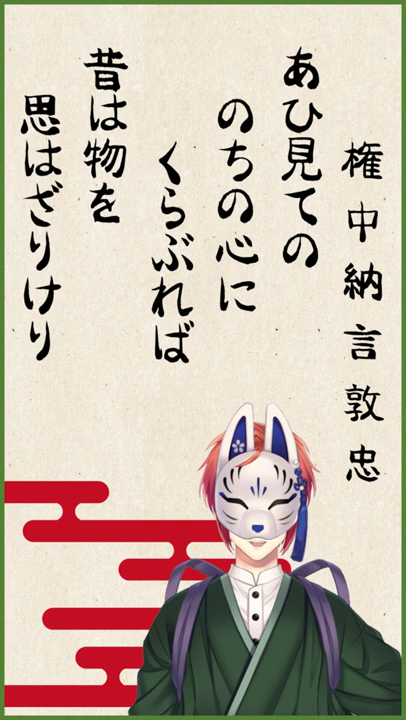 権中納言敦忠
あひ見ての
のちの心に
くらぶれば
昔は物を
思はざりけり